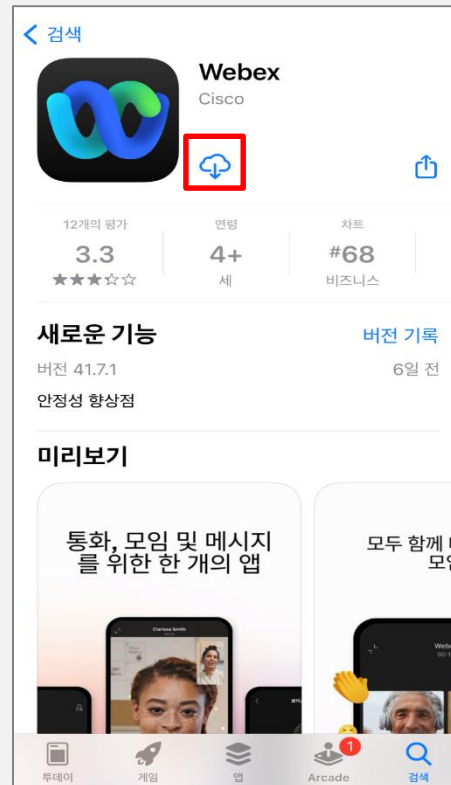 검색
Webex
Cisco
12개의 평가
연령
차트
3.3
4+
#68
세
비즈니스
새로운 기능
버전 기록
버전 41.7.1
6일 전
안정성 향상점
미리보기
통화, 모임 및 메시지
를 위한 한 개의 앱
모두 함께
Clarissa Smith
투데이
게임
앱
Arcade
1
검색